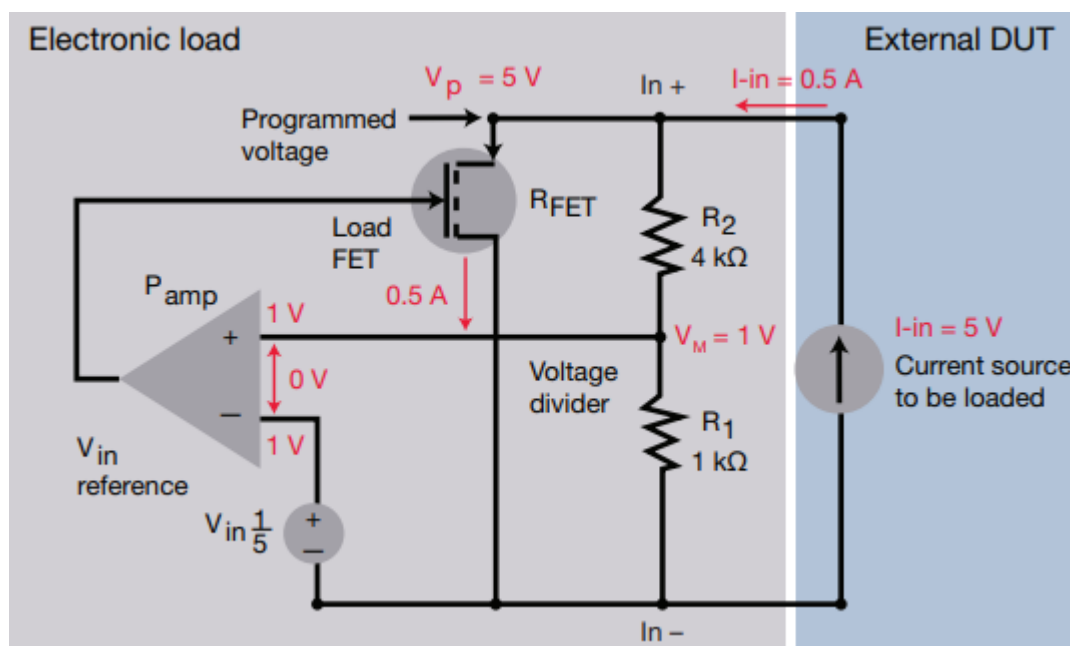 Electronic load
External DUT
Vp = 5 V
In +
I-in = 0.5 A
Programmed
voltage
RFET
R2
4 kΩ
Load
FET
Pamp
0.5 A
1 V
+
VM = 1 V
I-in = 5 V
0 V
Voltage
divider
Current source
to be loaded
–
1 V
R1
1 kΩ
Vin
reference
Vin 1/5
+
–
In –